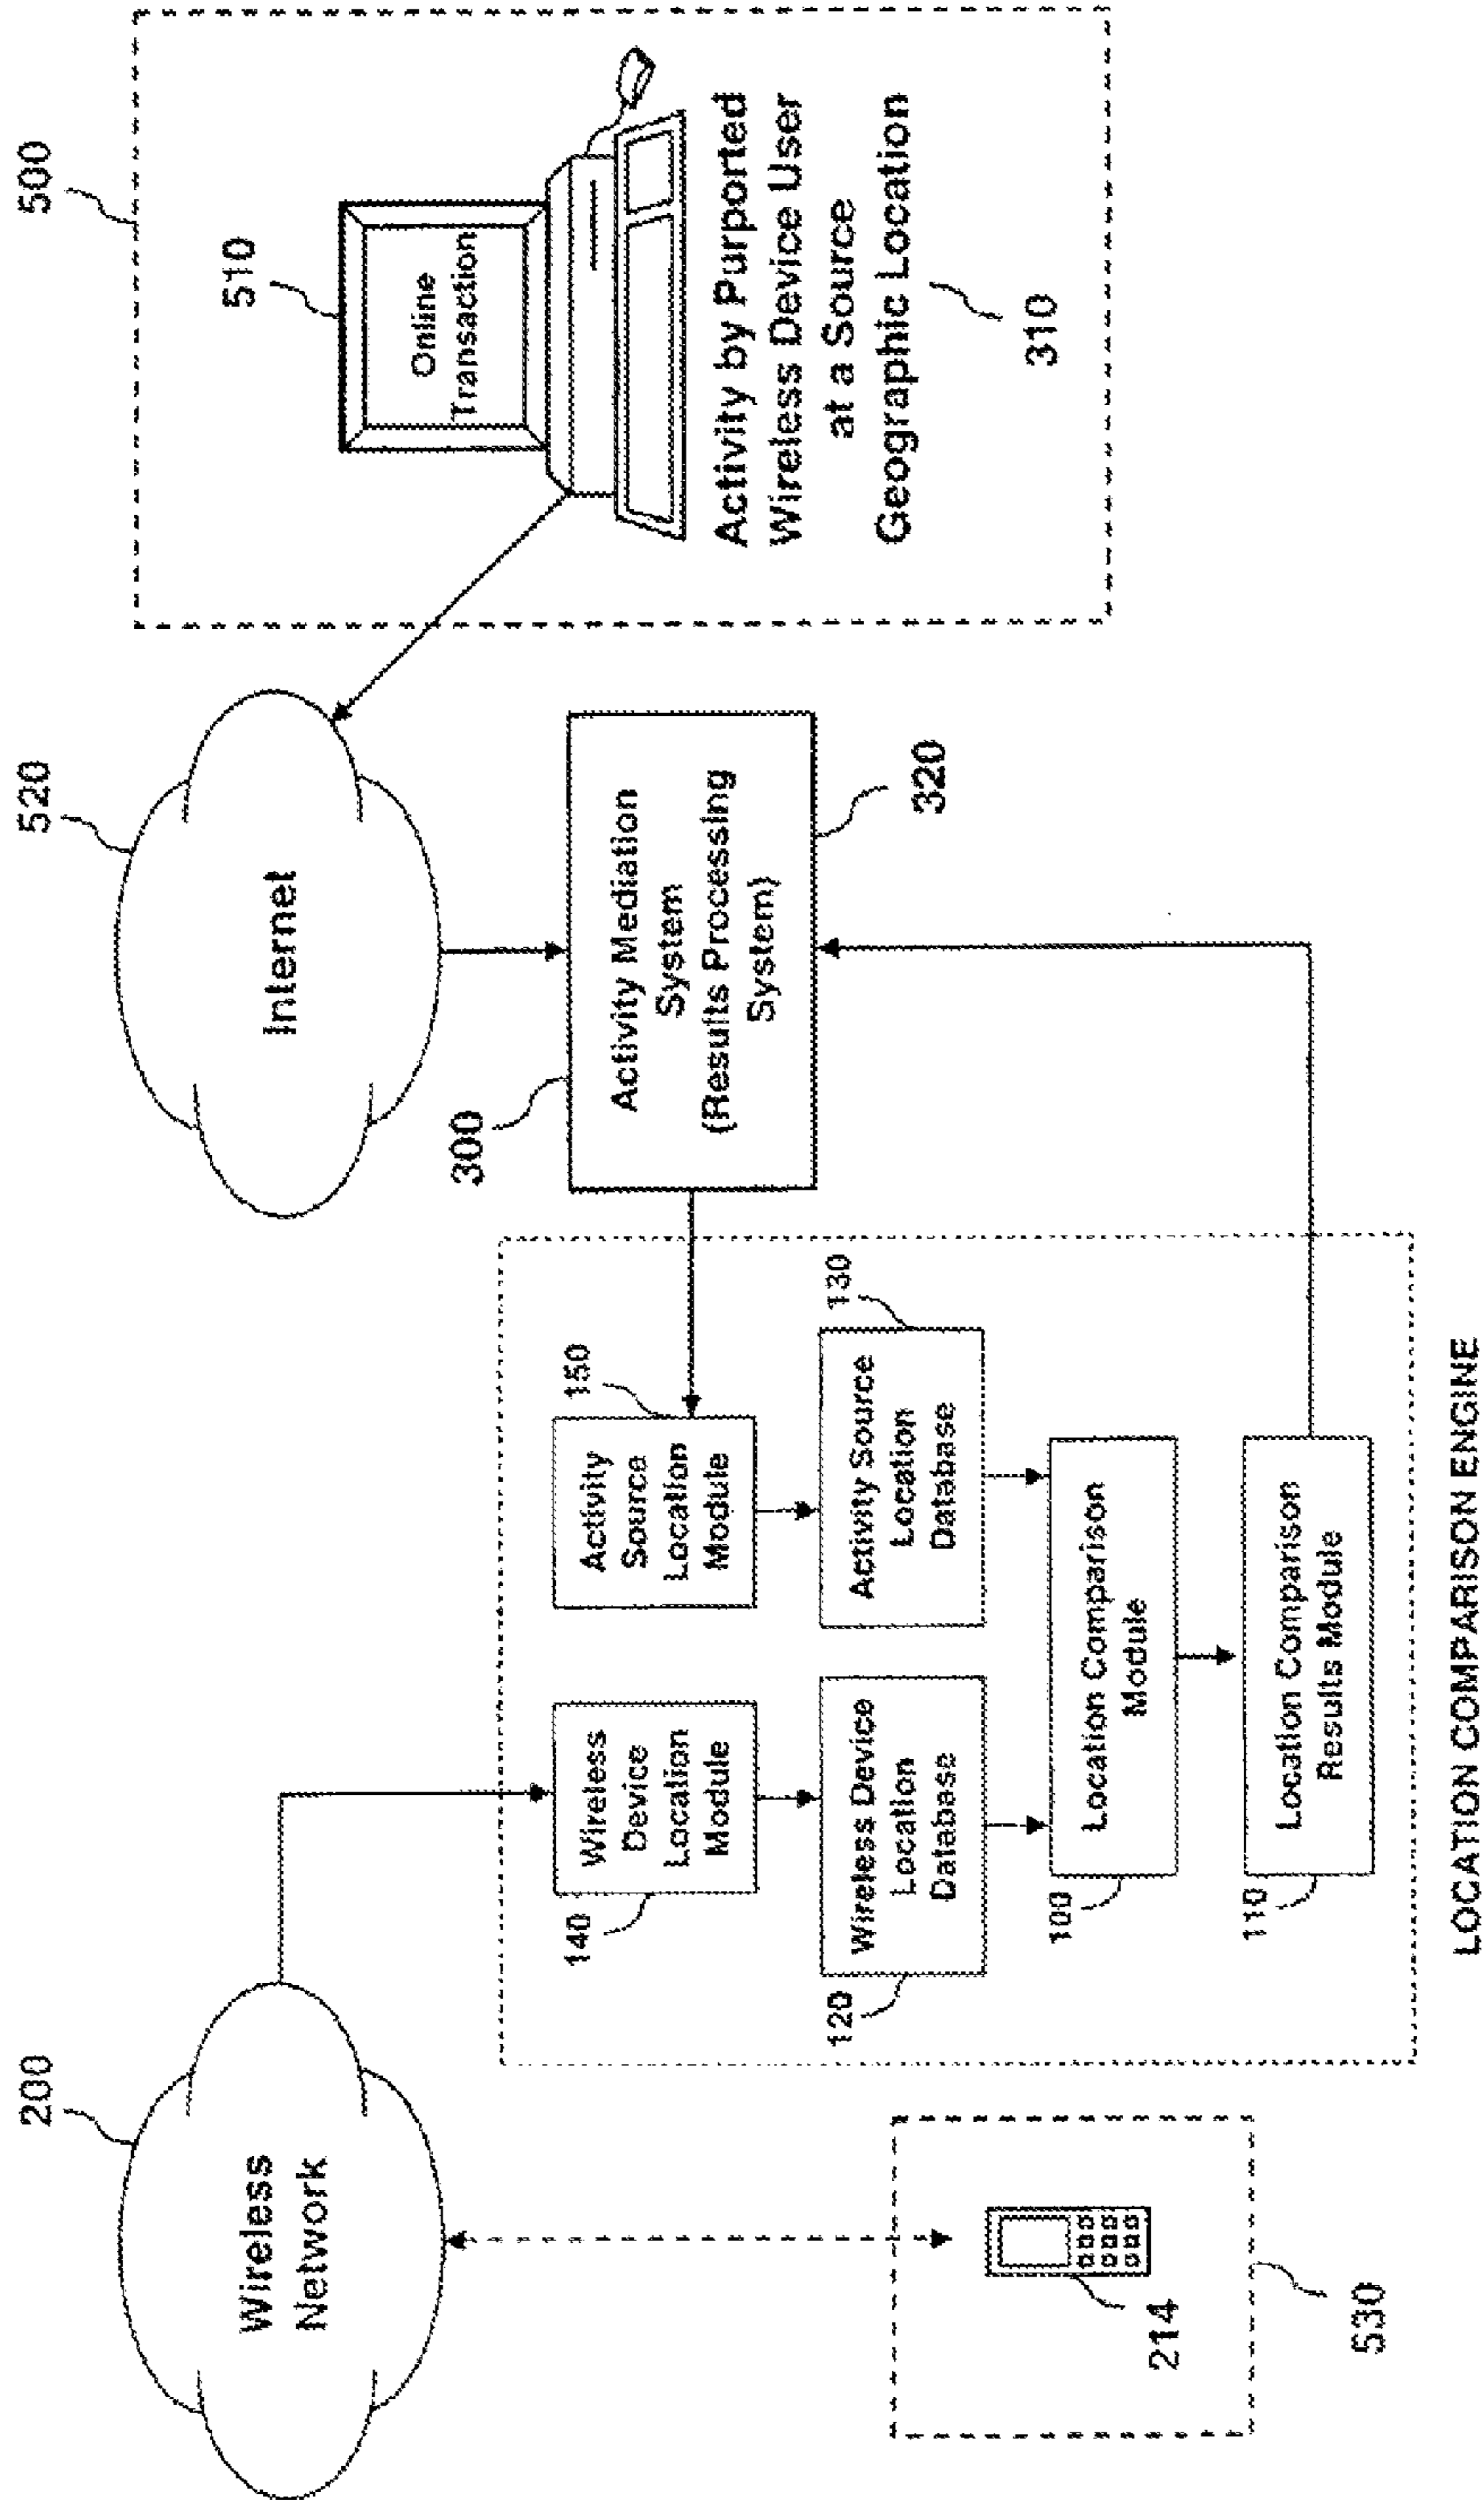 200
Wireless
Network
520
Internet
500
510
Online
Transaction
Activity by Purported
Wireless Device User
at a Source
Geographic Location
310
300
Activity Mediation
System
(Results Processing
System)
320
140
Wireless
Device
Location
Module
150
Activity
Source
Location
Module
120
Wireless Device
Location
Database
130
Activity Source
Location
Database
100
Location Comparison
Module
110
Location Comparison
Results Module
LOCATION COMPARISON ENGINE
214
530